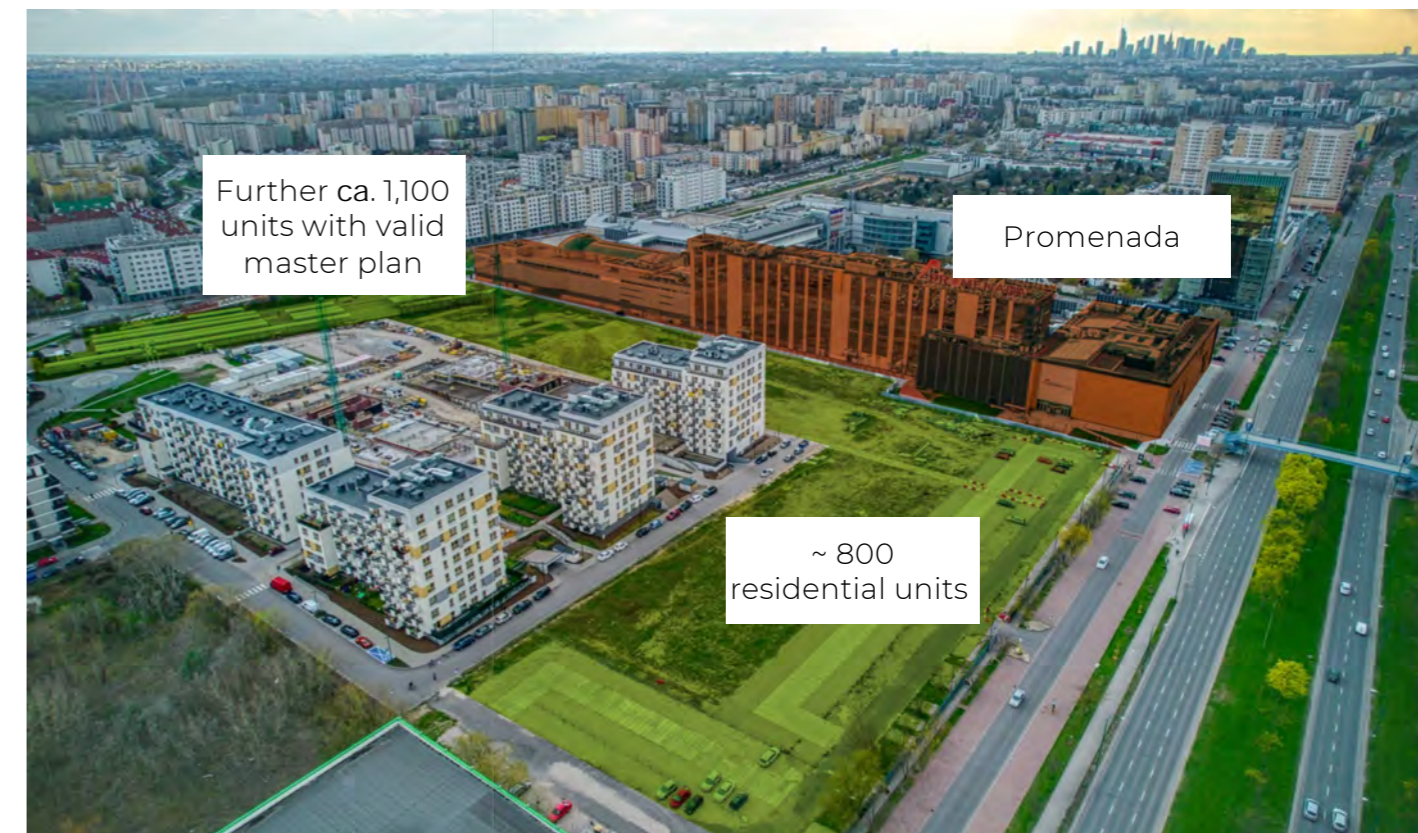 Further ca. 1,100
units with valid
master plan
Promenada
~ 800
residential units